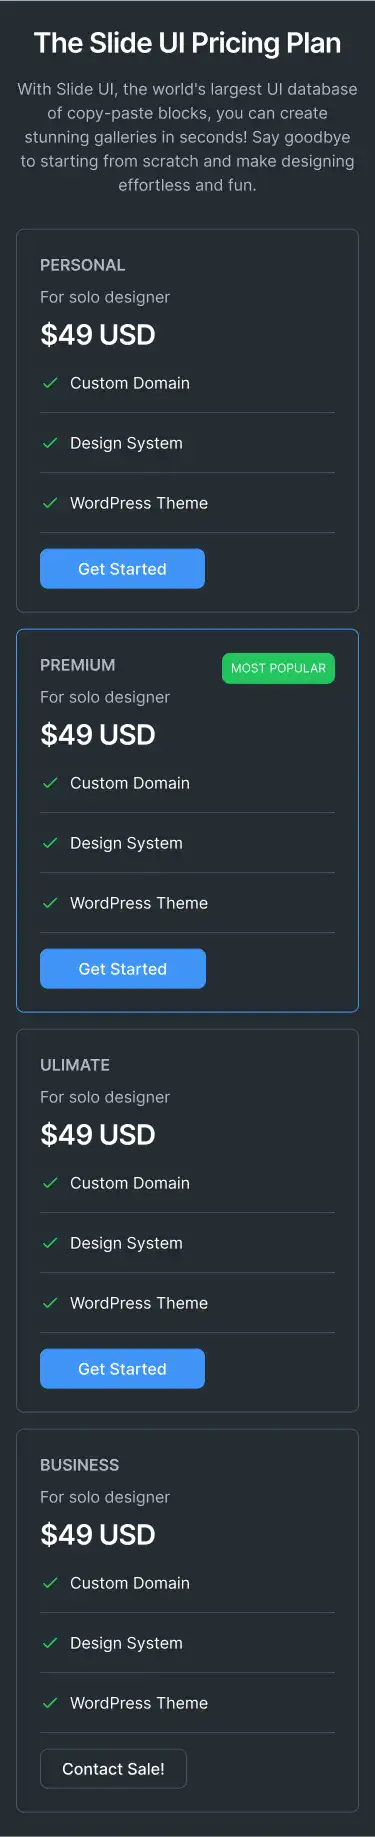 The Slide UI Pricing Plan
With Slide UI, the world's largest UI database
of copy-paste blocks, you can create
stunning galleries in seconds! Say goodbye
to starting from scratch and make designing
effortless and fun.
PERSONAL
For solo designer
$49 USD
Custom Domain
Design System
WordPress Theme
Get Started
PREMIUM
MOST POPULAR
For solo designer
$49 USD
Custom Domain
Design System
WordPress Theme
Get Started
ULIMATE
For solo designer
$49 USD
Custom Domain
Design System
WordPress Theme
Get Started
BUSINESS
For solo designer
$49 USD
Custom Domain
Design System
WordPress Theme
Contact Sale!